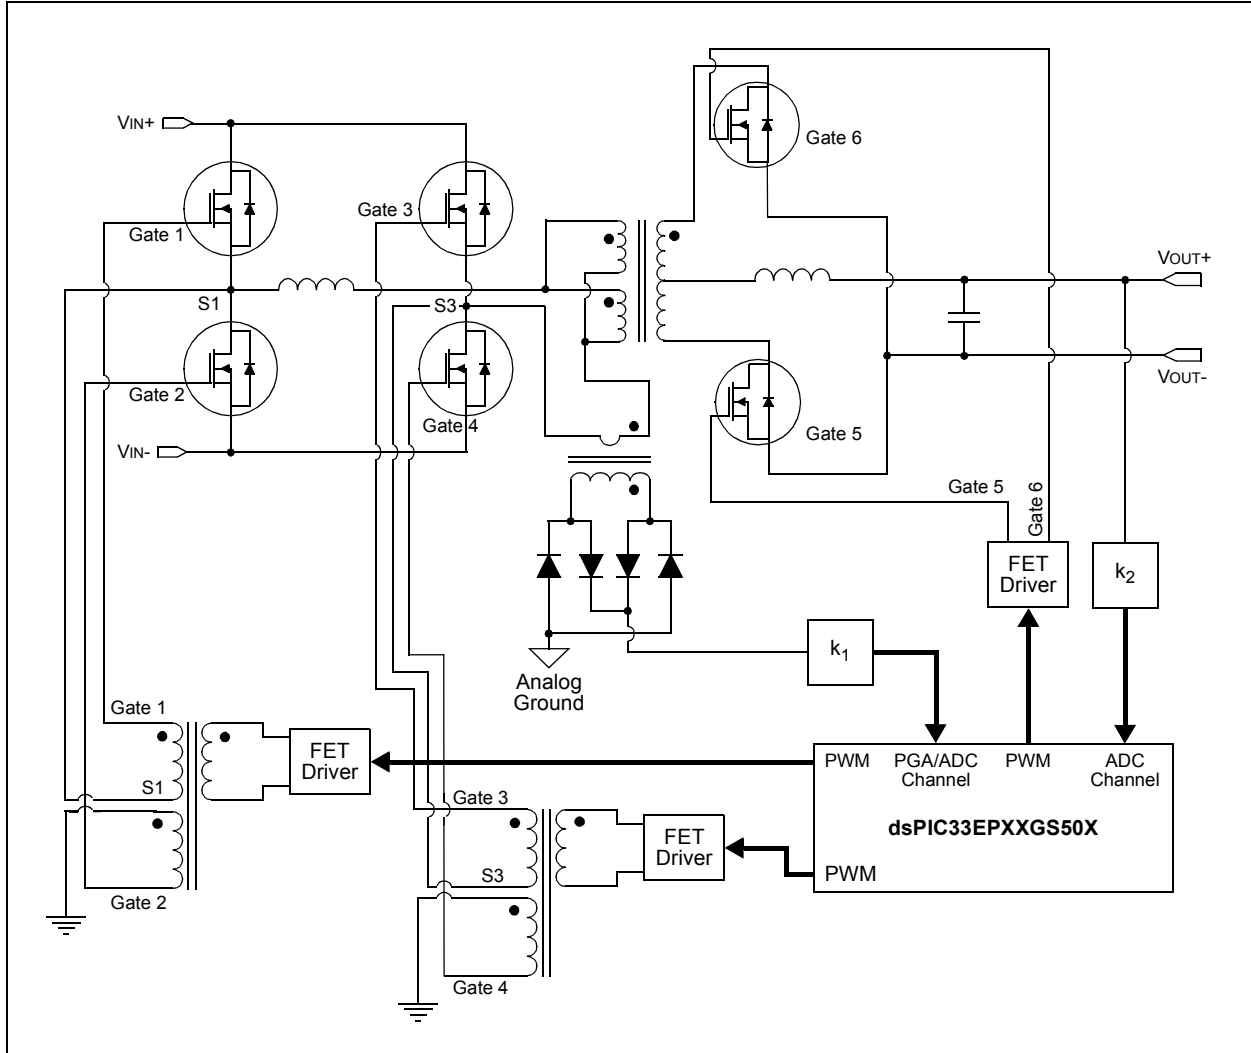 Gate 6
VIN+
Gate 1
Gate 3
VOUT+
S1
S3
Gate 2
Gate 4
VOUT-
Gate 5
VIN-
Gate 5
Gate 6
FET
Driver
k2
k1
Analog
Ground
Gate 1
FET
Driver
S1
Gate 2
PWM
PGA/ADC
Channel
PWM
ADC
Channel
dsPIC33EPXXGS50X
PWM
Gate 3
FET
Driver
S3
Gate 4